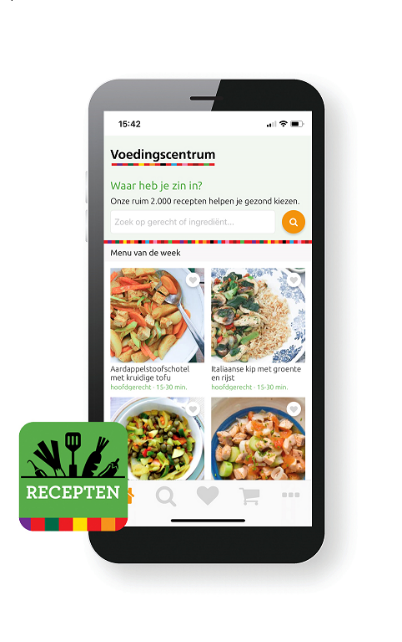 15:42
Voedingscentrum
Waar heb je zin in?
Onze ruim 2.000 recepten helpen je gezond kiezen.
Zoek op gerecht of ingrediënt...
Menu van de week
Aardappelstoofschotel
met kruidige tofu
hoofdgerecht · 15-30 min.
Italiaanse kip met groente
en rijst
hoofdgerecht · 15-30 min.
RECEPTEN